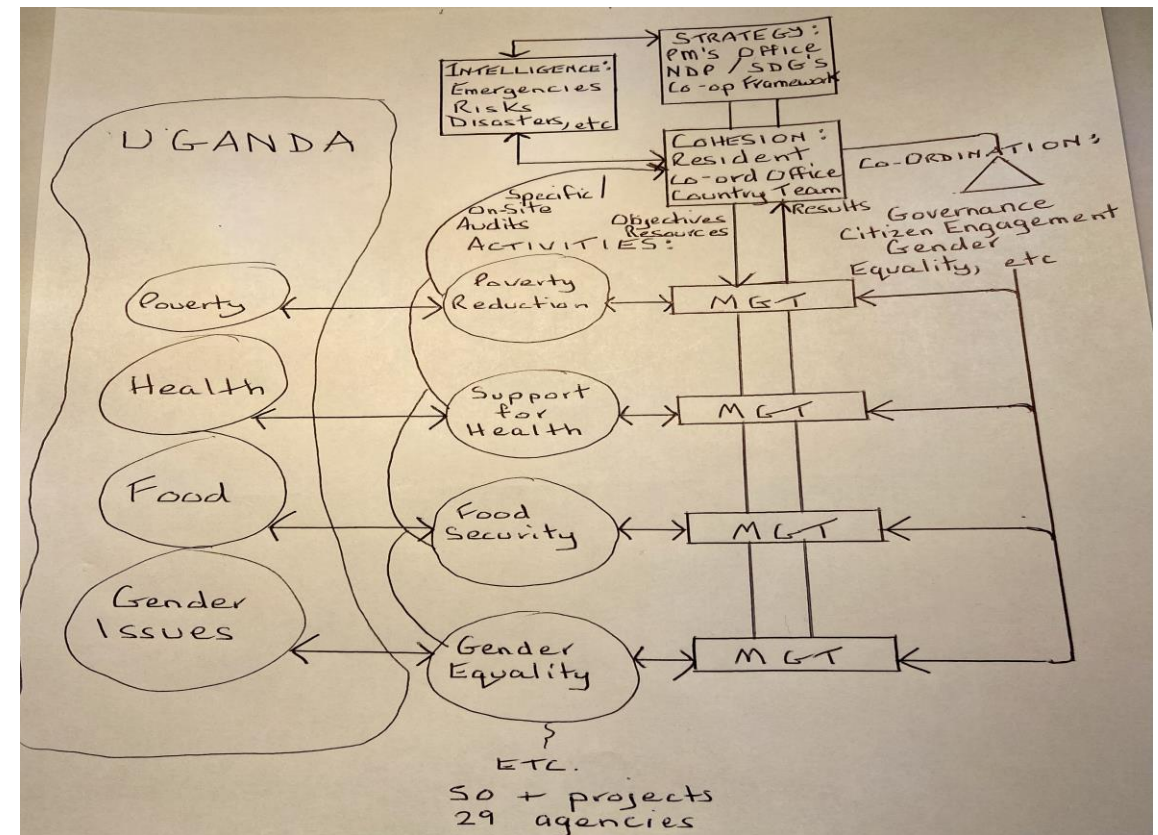 STRATEGY:
PM'S OFFICE
NDP / SDG'S
Co-op Framework
INTELLIGENCE:
Emergencies
Risks
Disasters, etc
UGANDA
COHESION:
Resident
Co-ord Office
Country Team
CO-ORDINATION:
Governance
Citizen Engagement
Gender
Equality, etc
Specific /
On-Site
Audits
ACTIVITIES:
Objectives
Resources
Results
Poverty
Poverty
Reduction
MGT
Health
Support
for
Health
MGT
Food
Food
Security
MGT
Gender
Issues
Gender
Equality
MGT
ETC.
50 + projects
29 agencies